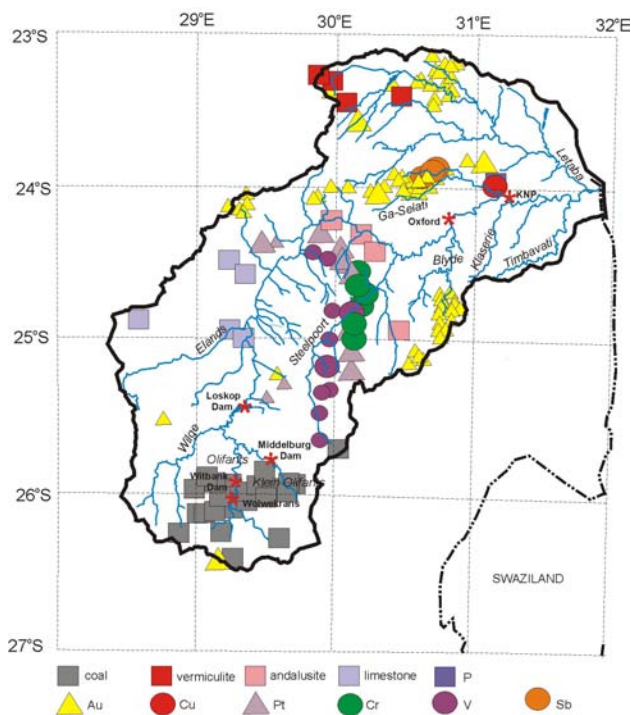 29°E 30°E 31°E 32°E
23°S
Letaba
KNP
24°S
Ga-Selati
Oxford
Blyde
Klaserie
Timbavati
Steelpoort
25°S
Elands
Loskop
Dam
Wilge
Middelburg
Dam
Olifants
Witbank
Dam
Klein Olifants
26°S
Wolwekrans
SWAZILAND
27°S
coal vermiculite andalusite limestone P
Au Cu Pt Cr V Sb